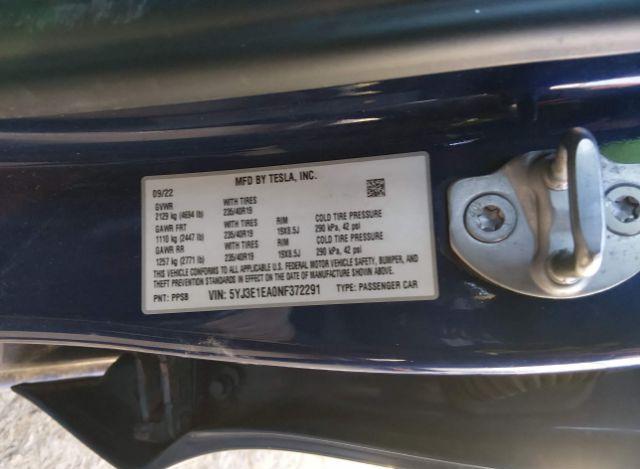 MFD BY TESLA, INC.
09/22
GVWR WITH TIRES
2129 kg (4694 lb) 235/40R19
GAWR FRT WITH TIRES RIM COLD TIRE PRESSURE
1110 kg (2447 lb) 235/40R19 19X8.5J 290 kPa, 42 psi
GAWR RR WITH TIRES RIM COLD TIRE PRESSURE
1257 kg (2771 lb) 235/40R19 19X8.5J 290 kPa, 42 psi
THIS VEHICLE CONFORMS TO ALL APPLICABLE U.S. FEDERAL MOTOR VEHICLE SAFETY, BUMPER, AND
THEFT PREVENTION STANDARDS IN EFFECT ON THE DATE OF MANUFACTURE SHOWN ABOVE.
PNT: PPSB VIN: 5YJ3E1EA0NF372291 TYPE: PASSENGER CAR